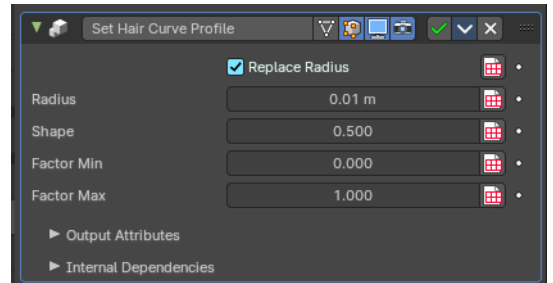 Set Hair Curve Profile
Replace Radius
Radius 0.01 m
Shape 0.500
Factor Min 0.000
Factor Max 1.000
Output Attributes
Internal Dependencies